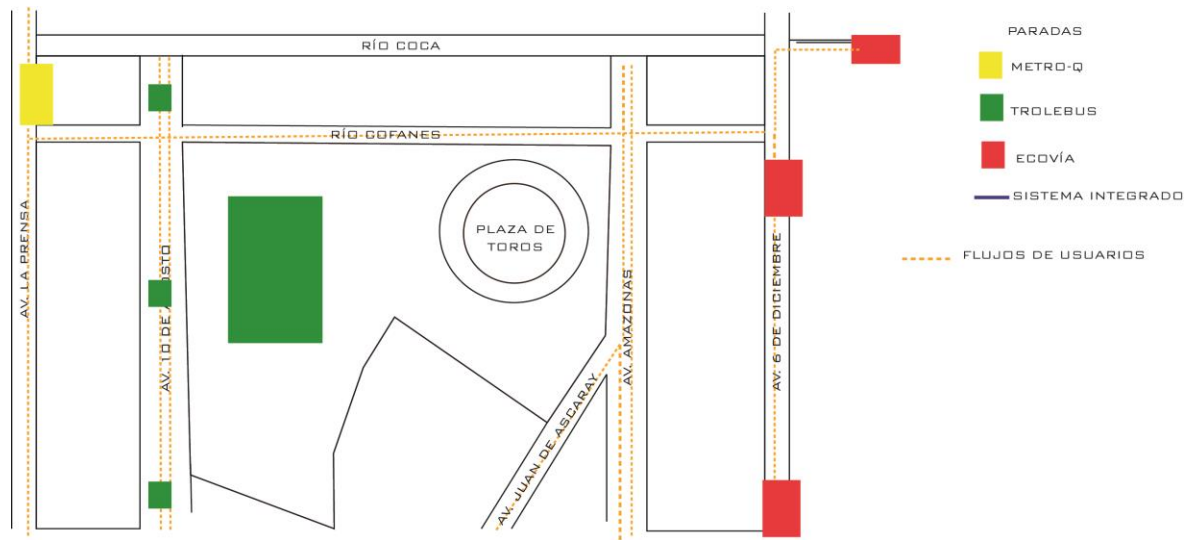 RÍO COCA
RÍO COFANES
PLAZA DE
TOROS
AV. LA PRENSA
AV. 10 DE OSTO
AV. JUAN DE ASCARAY
AV. AMAZONAS
AV. 6 DE DICIEMBRE
PARADAS
METRO-Q
TROLEBUS
ECOVÍA
SISTEMA INTEGRADO
FLUJOS DE USUARIOS